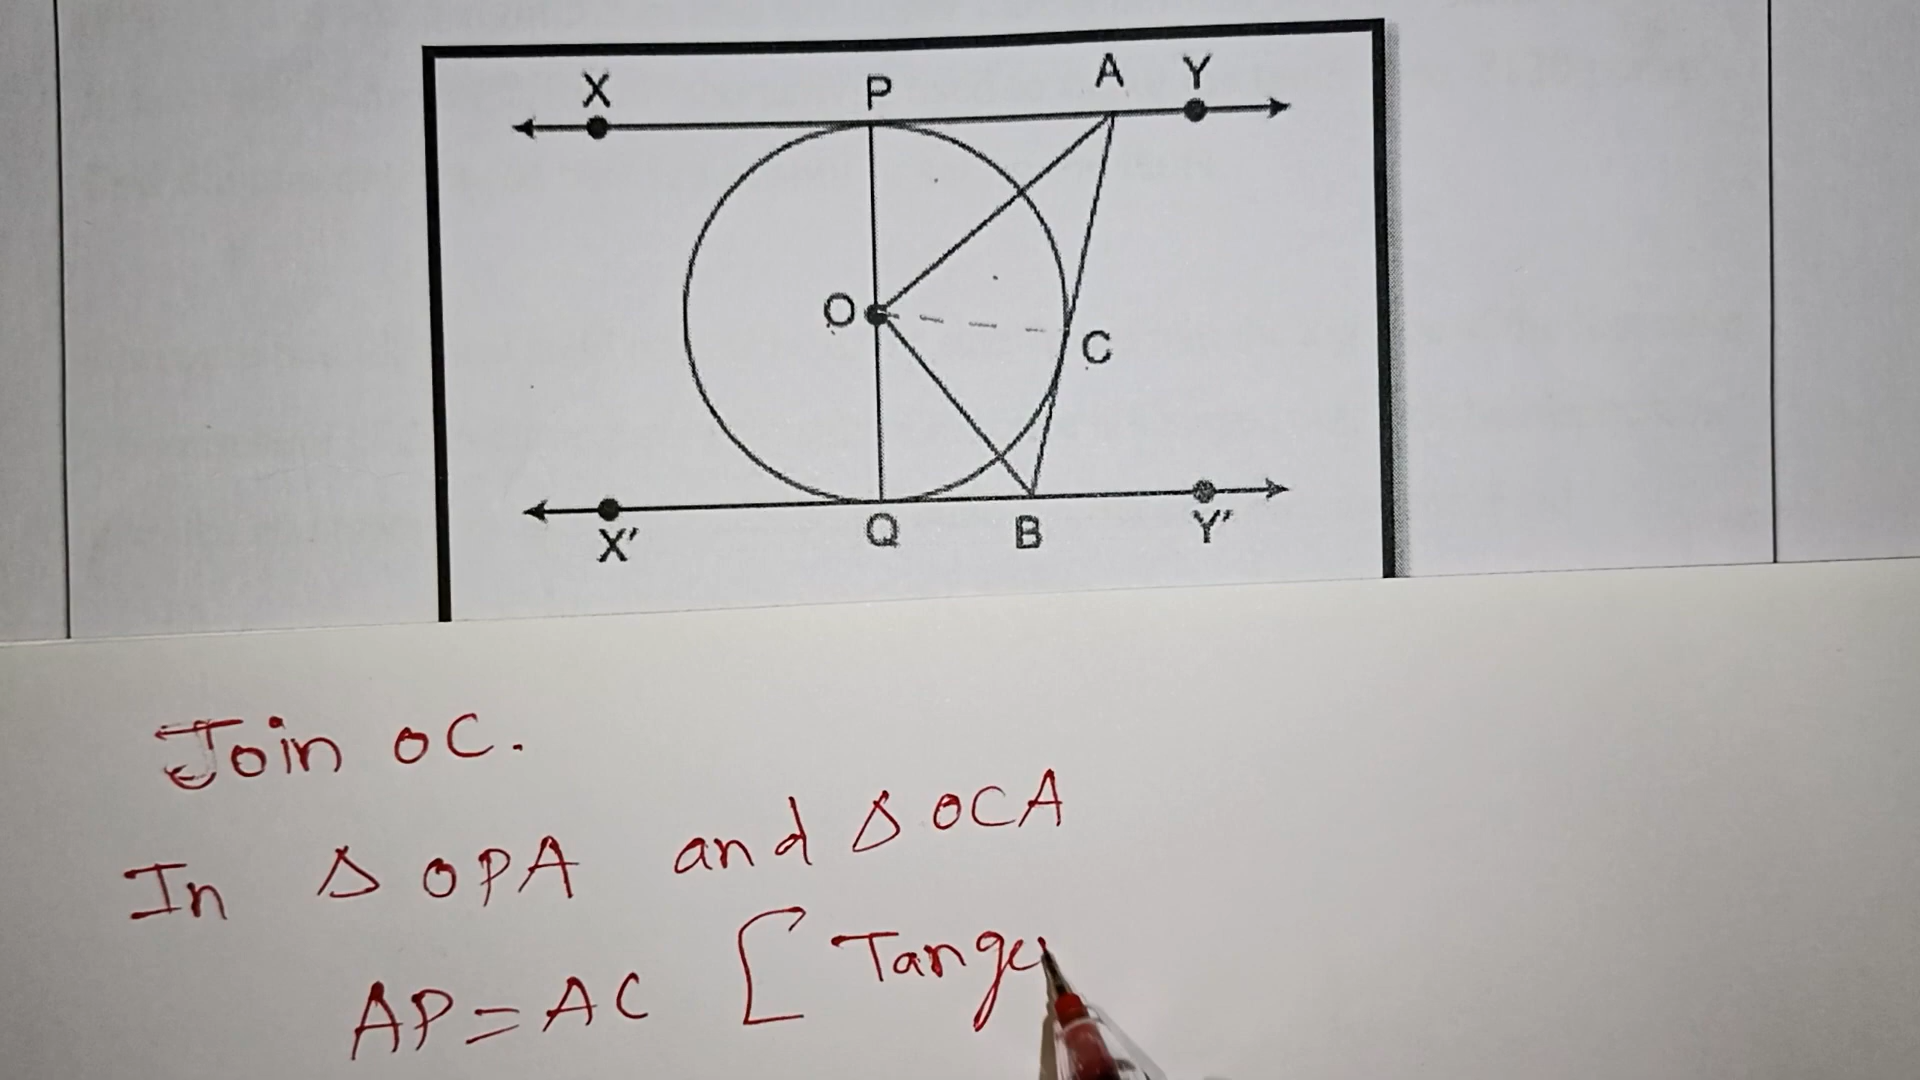 X P A Y
O C
X' Q B Y'
Join OC.
In Δ OPA and Δ OCA
AP = AC [ Tange